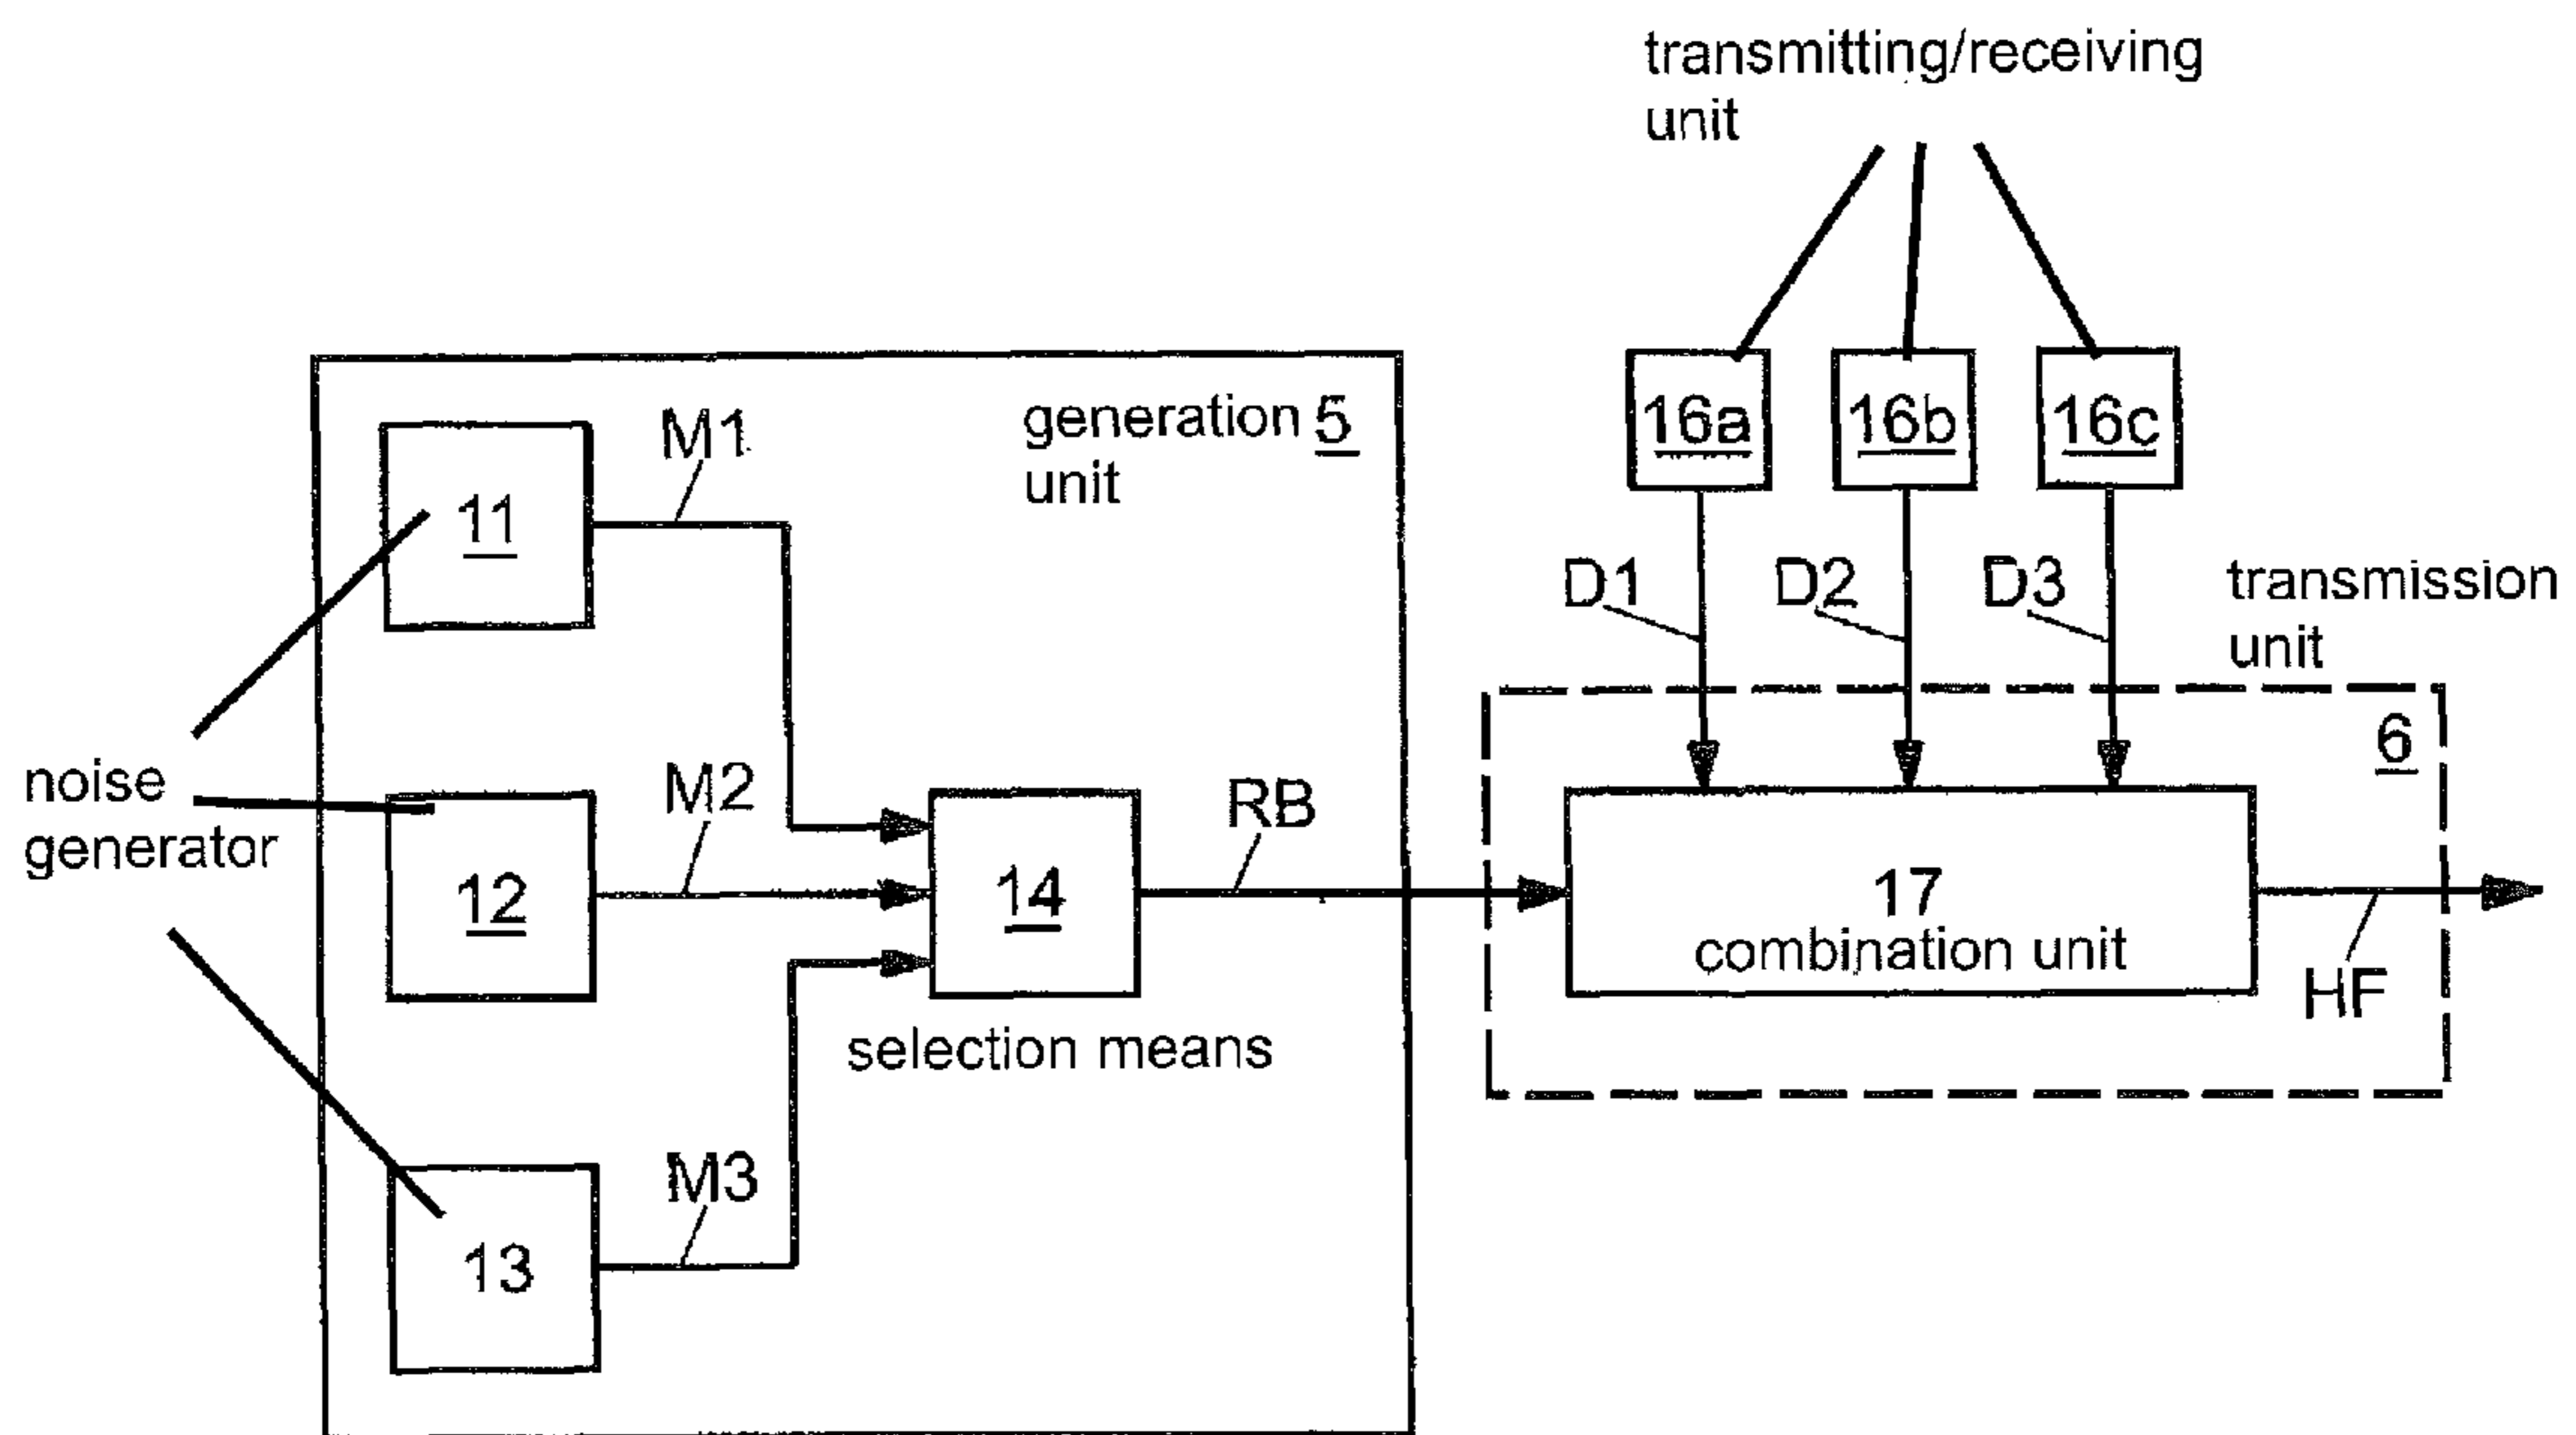 transmitting/receiving
unit
generation 5
unit
M1
11
16a
16b
16c
D1
D2
D3
transmission
unit
6
noise
generator
M2
12
14
RB
17
combination unit
HF
selection means
M3
13